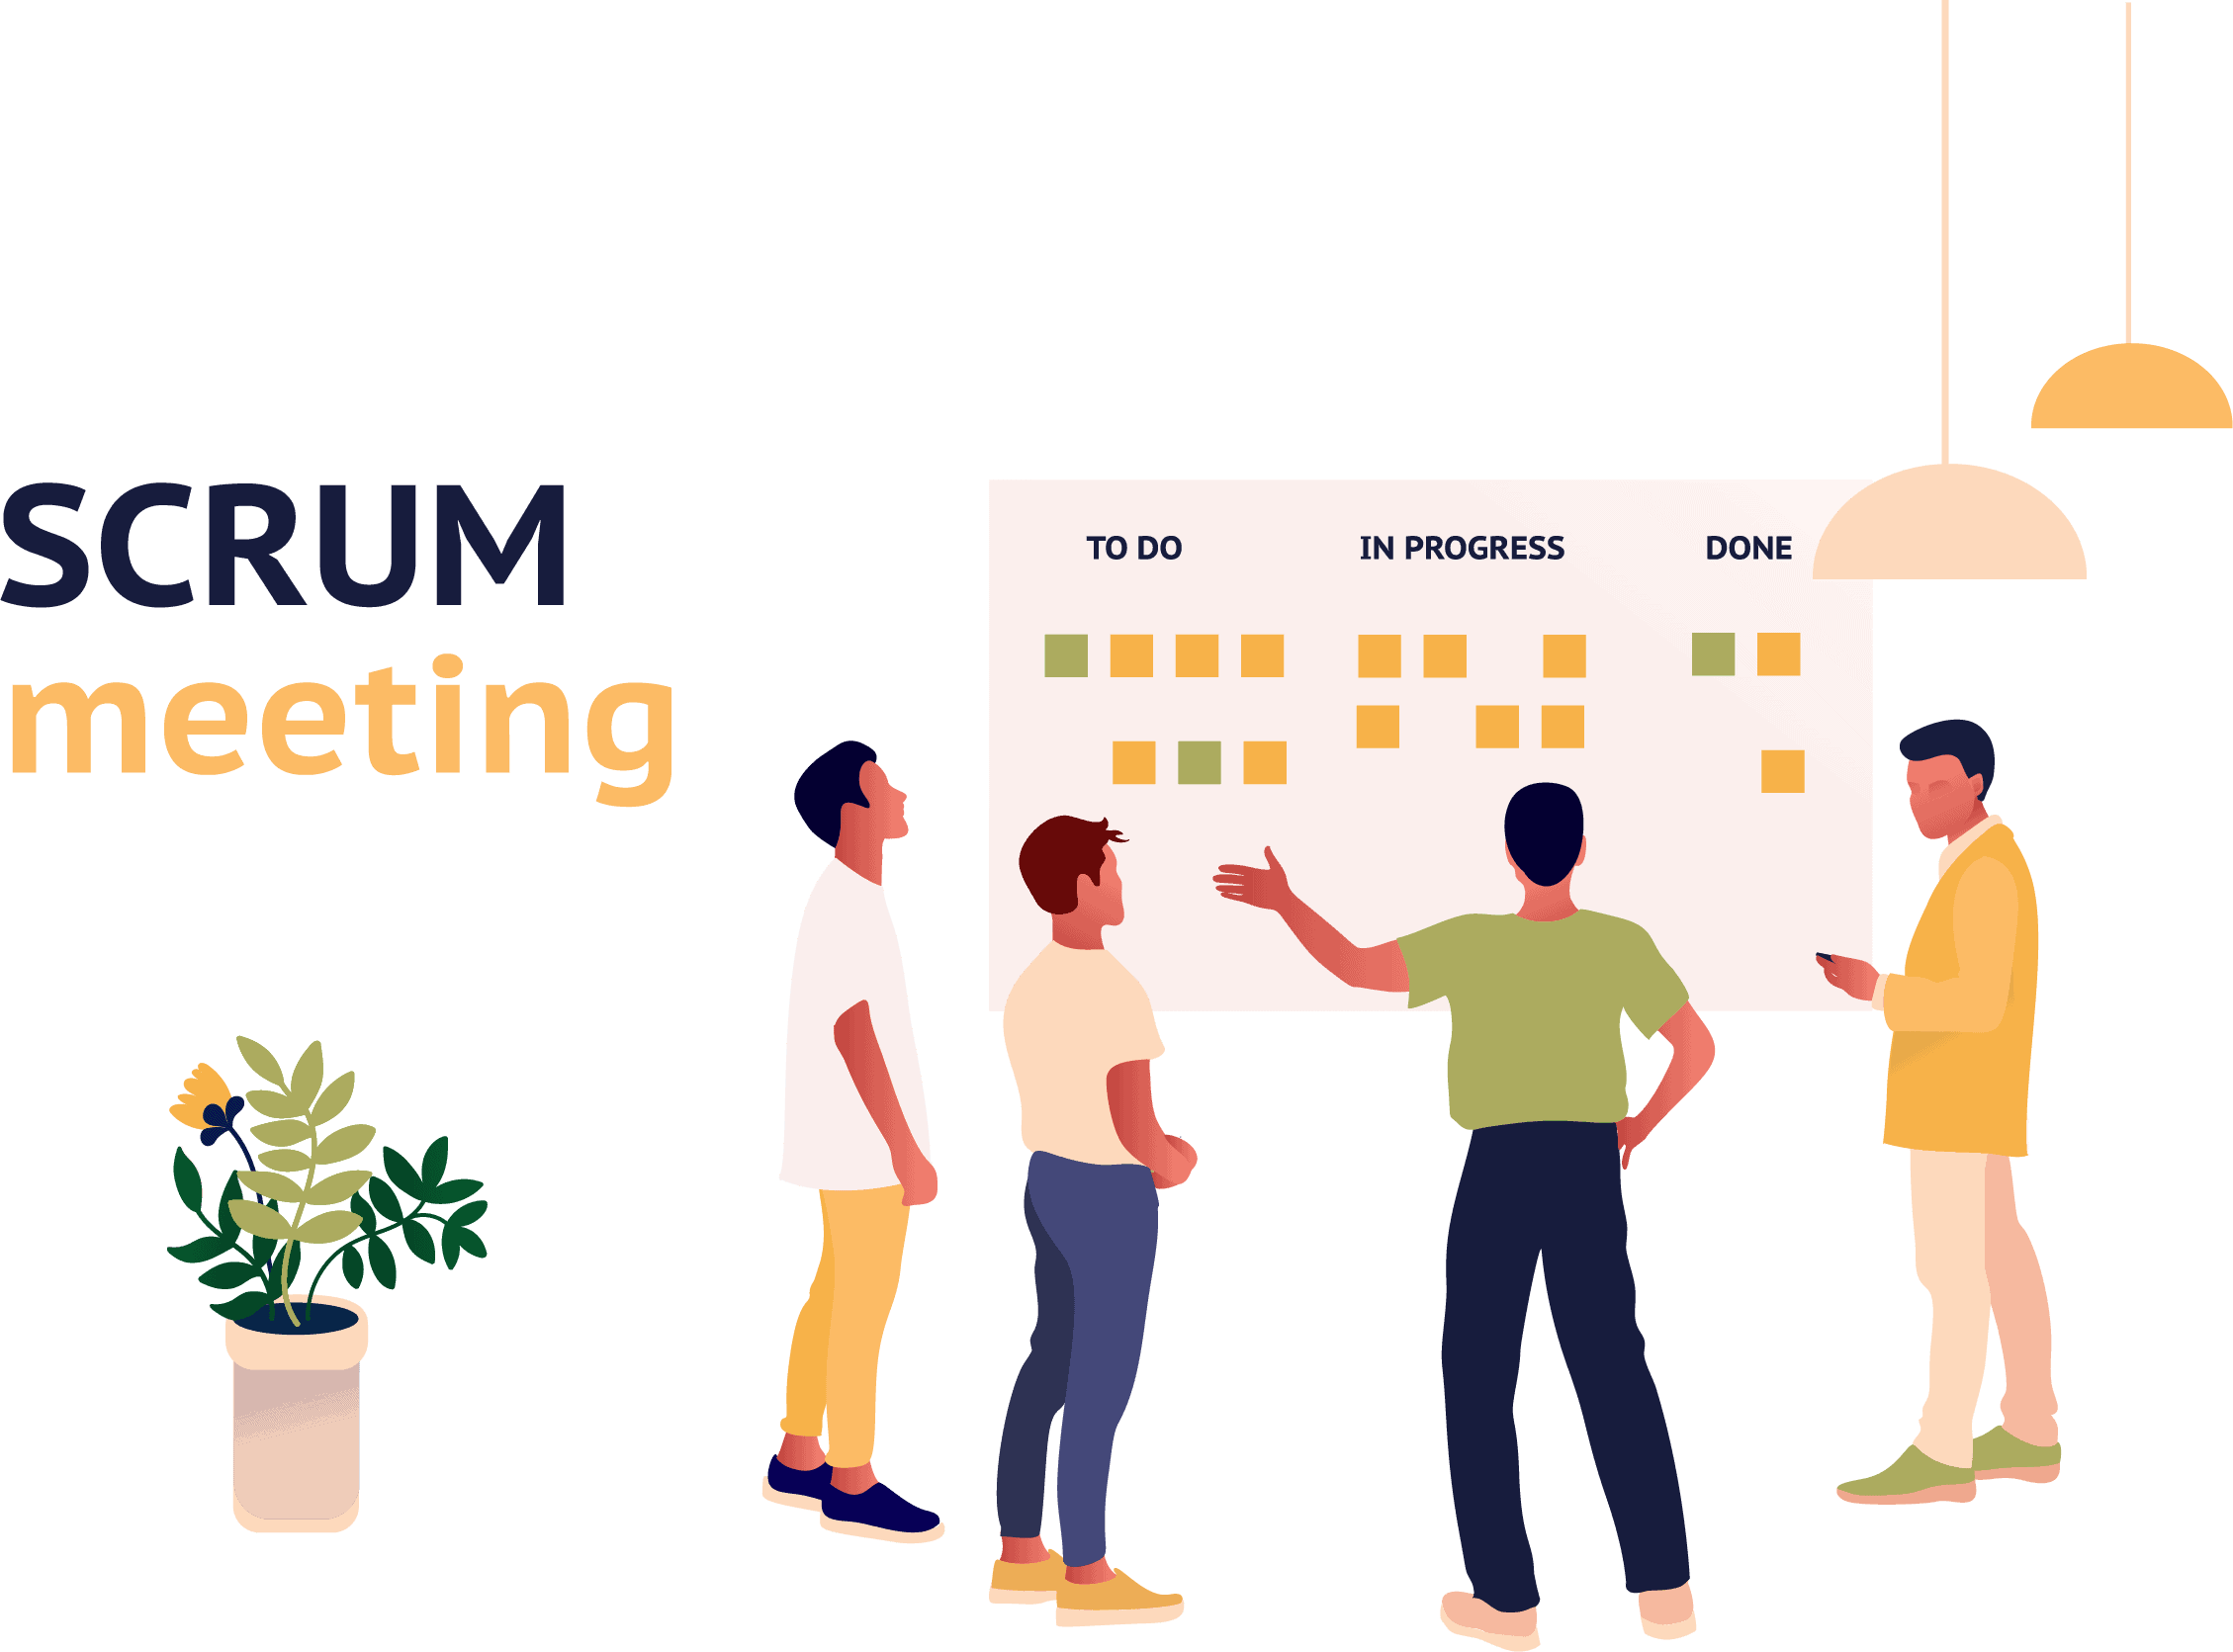 SCRUM
meeting
TO DO
IN PROGRESS
DONE